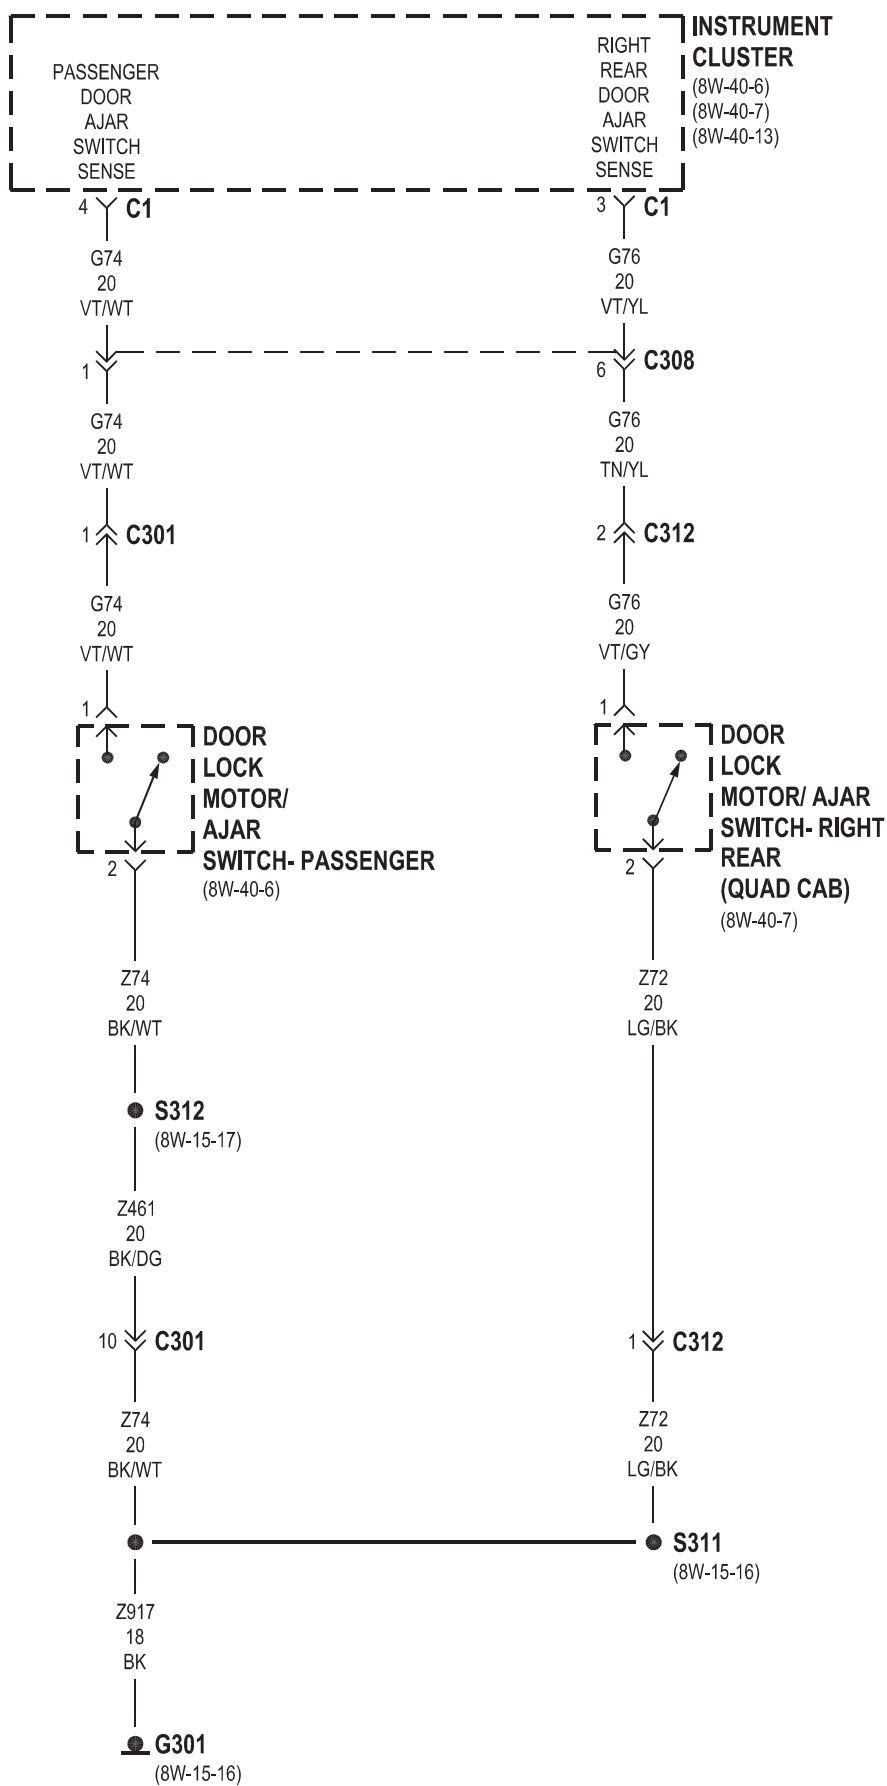 INSTRUMENT
CLUSTER
(8W-40-6)
(8W-40-7)
(8W-40-13)
PASSENGER
DOOR
AJAR
SWITCH
SENSE
RIGHT
REAR
DOOR
AJAR
SWITCH
SENSE
4 C1
3 C1
G74
20
VT/WT
G76
20
VT/YL
1
6 C308
G74
20
VT/WT
G76
20
TN/YL
1 C301
2 C312
G74
20
VT/WT
G76
20
VT/GY
1
1
DOOR
LOCK
MOTOR/
AJAR
SWITCH- PASSENGER
(8W-40-6)
2
DOOR
LOCK
MOTOR/ AJAR
SWITCH- RIGHT
REAR
(QUAD CAB)
(8W-40-7)
2
Z74
20
BK/WT
Z72
20
LG/BK
S312
(8W-15-17)
Z461
20
BK/DG
10 C301
1 C312
Z74
20
BK/WT
Z72
20
LG/BK
S311
(8W-15-16)
Z917
18
BK
G301
(8W-15-16)